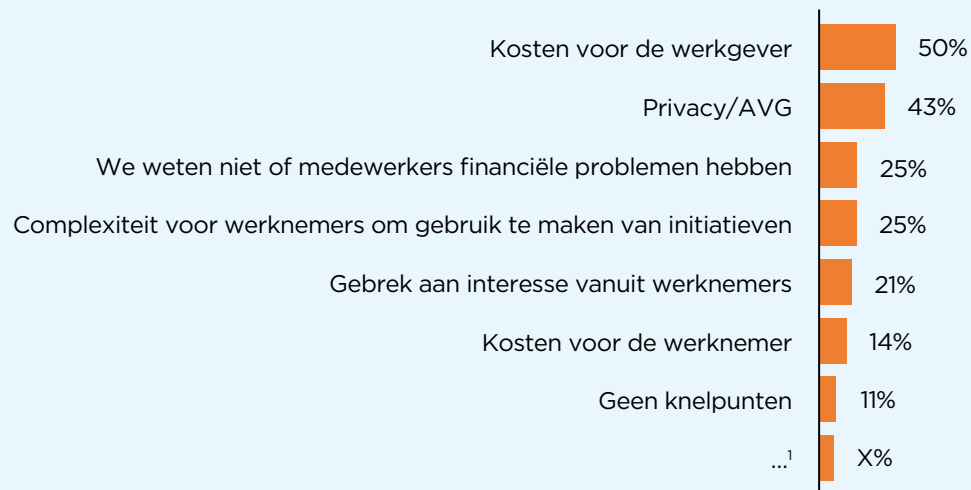 Kosten voor de werkgever 50%
Privacy/AVG 43%
We weten niet of medewerkers financiële problemen hebben 25%
Complexiteit voor werknemers om gebruik te maken van initiatieven 25%
Gebrek aan interesse vanuit werknemers 21%
Kosten voor de werknemer 14%
Geen knelpunten 11%
...¹ X%